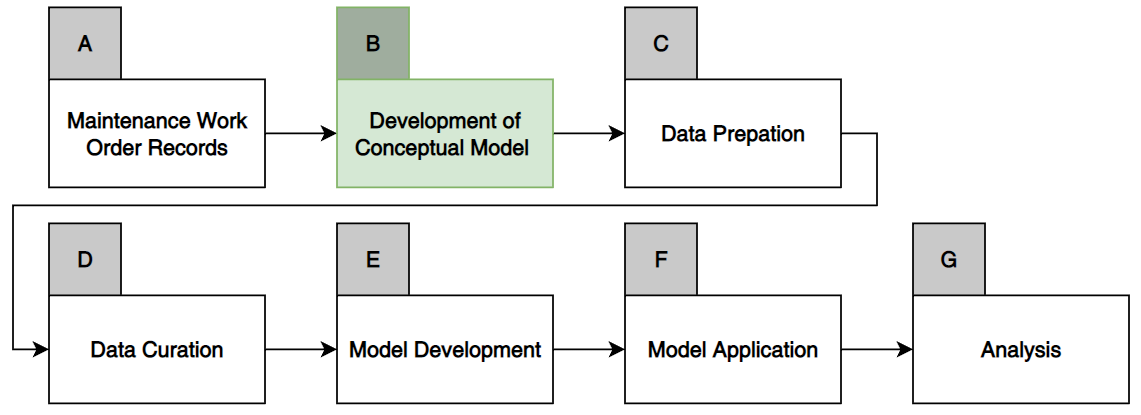 A
Maintenance Work
Order Records
B
Development of
Conceptual Model
C
Data Prepation
D
Data Curation
E
Model Development
F
Model Application
G
Analysis